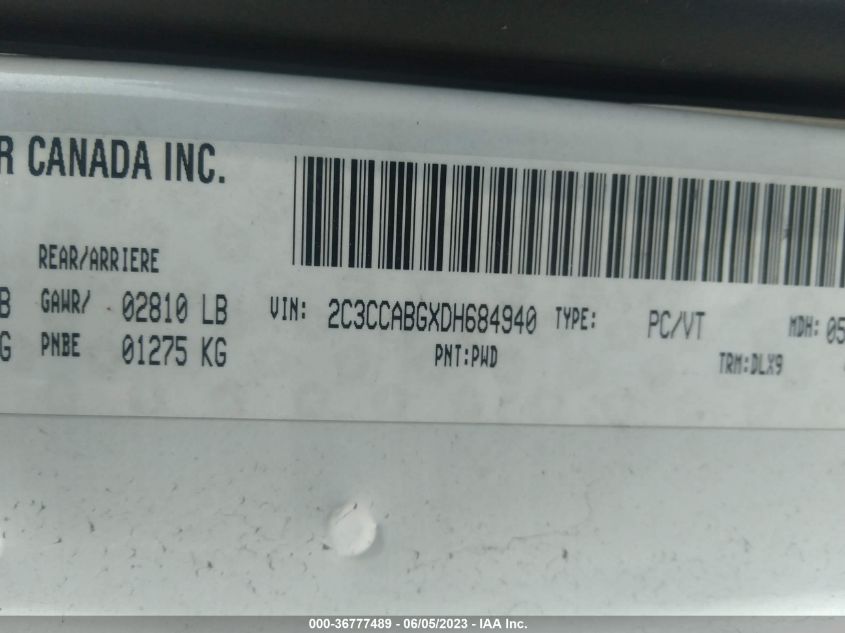 R CANADA INC.
REAR/ARRIERE
B GAWR/ 02810 LB VIN: 2C3CCABGXDH684940 TYPE: PC/VT MDH: 05
G PNBE 01275 KG PNT:PWD TRM:DLX9
000-36777489 - 06/05/2023 - IAA Inc.